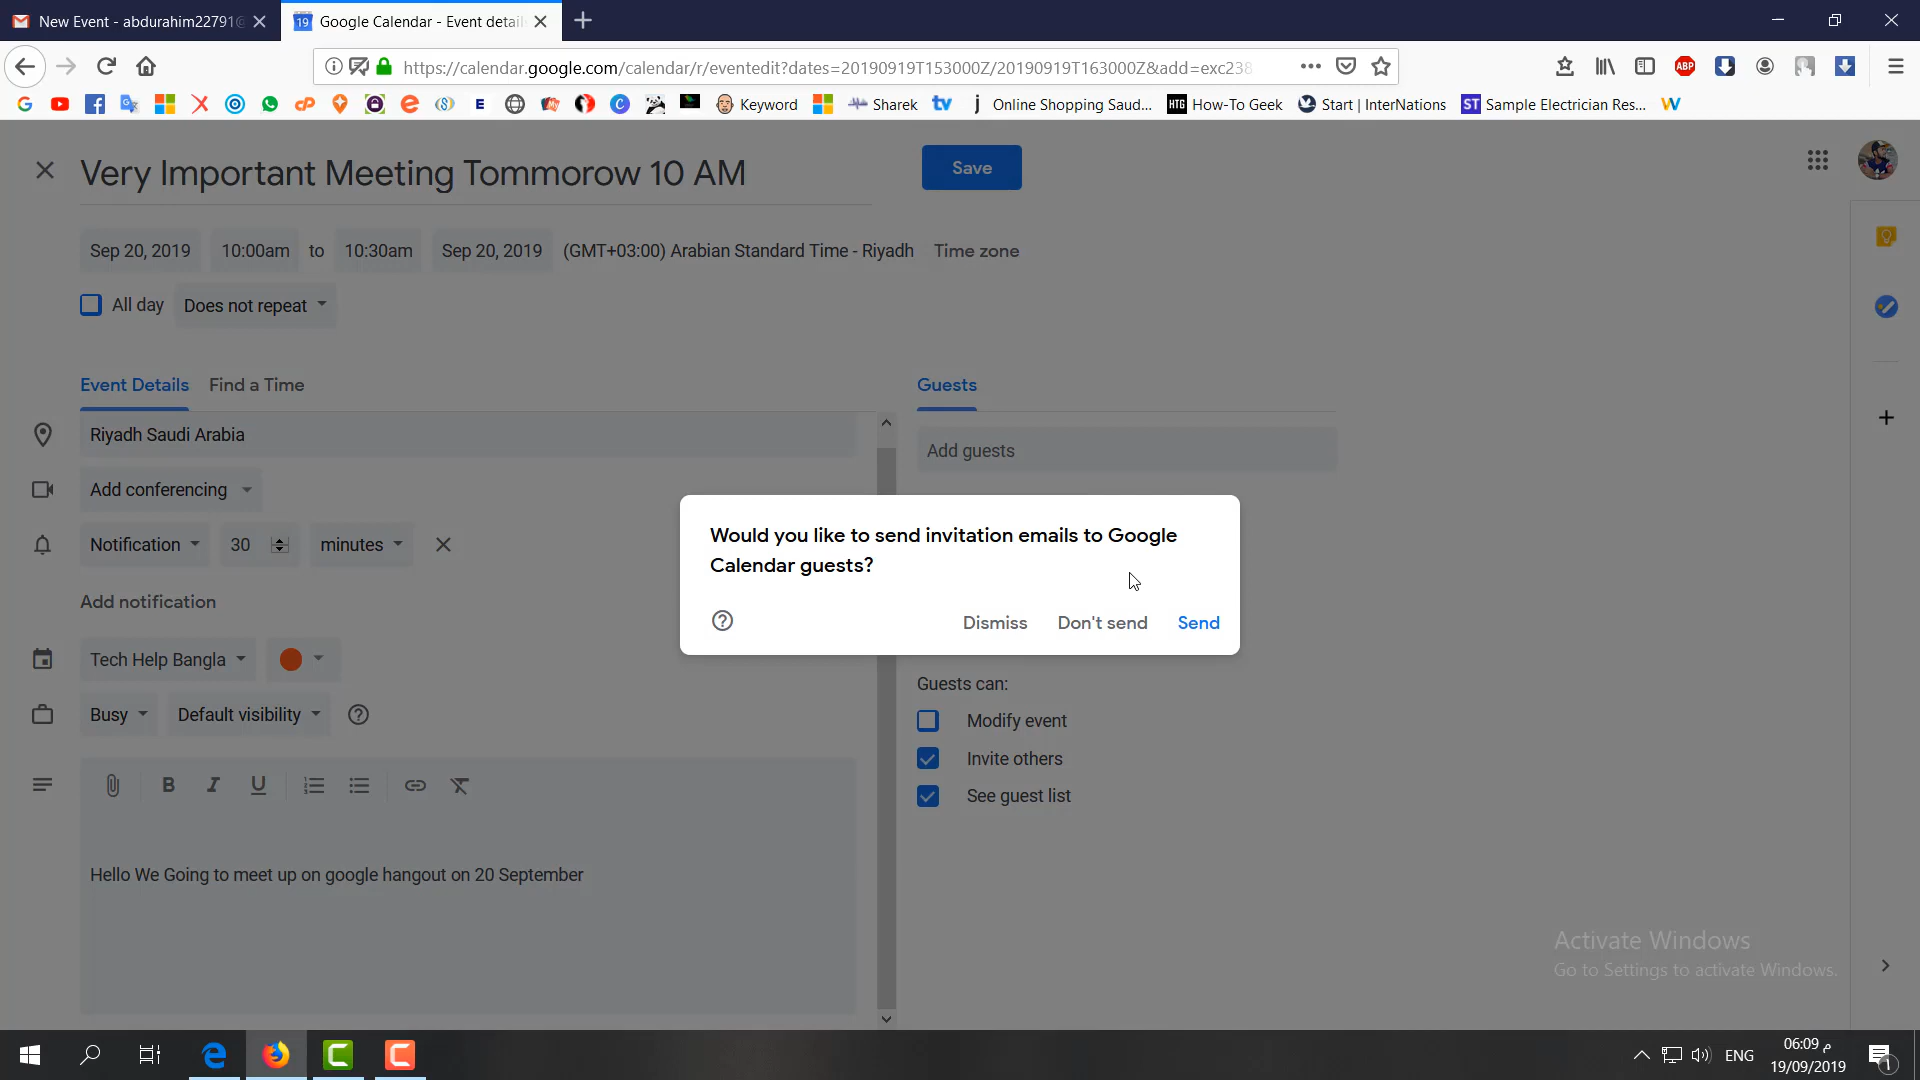 New Event - abdurahim22791@
Google Calendar - Event detail
https://calendar.google.com/calendar/r/eventedit?dates=20190919T153000Z/20190919T163000Z&add=exc238
Keyword
Sharek
Online Shopping Saud...
HTG How-To Geek
Start | InterNations
ST Sample Electrician Res...
Very Important Meeting Tommorow 10 AM
Save
Sep 20, 2019 10:00am to 10:30am Sep 20, 2019 (GMT+03:00) Arabian Standard Time - Riyadh Time zone
All day Does not repeat
Event Details Find a Time
Guests
Riyadh Saudi Arabia
Add guests
Add conferencing
Notification 30 minutes
Add notification
Would you like to send invitation emails to Google
Calendar guests?
Dismiss Don't send Send
Tech Help Bangla
Busy Default visibility
Guests can:
Modify event
Invite others
See guest list
B I U
Hello We Going to meet up on google hangout on 20 September
Activate Windows
Go to Settings to activate Windows.
ENG
06:09 م
19/09/2019